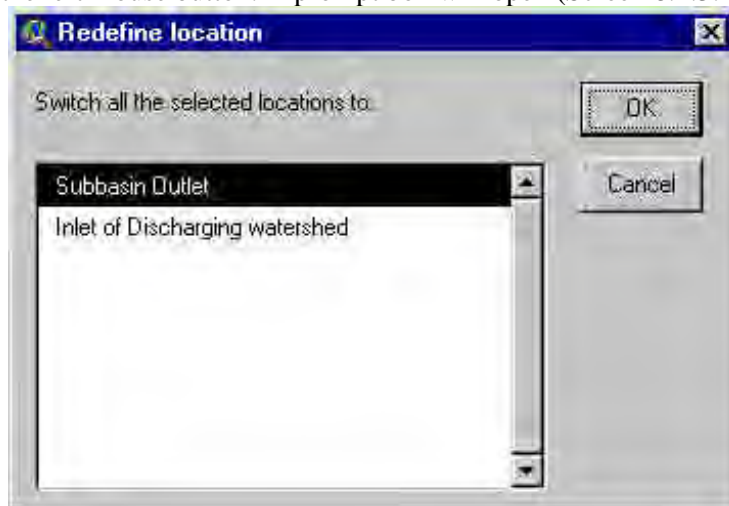 Redefine location
Switch all the selected locations to:
OK
Subbasin Outlet
Cancel
Inlet of Discharging watershed